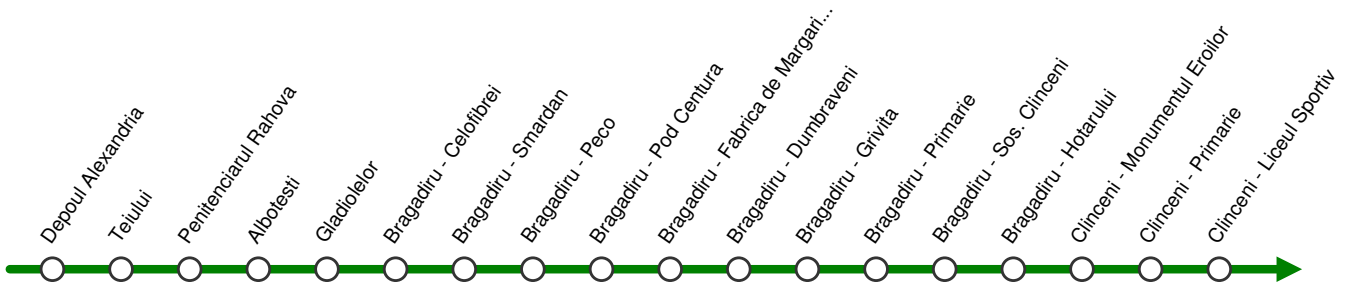 Depoul Alexandria
Teiului
Penitenciarul Rahova
Albotesti
Gladiolelor
Bragadiru - Celofibrei
Bragadiru - Smardan
Bragadiru - Peco
Bragadiru - Pod Centura
Bragadiru - Fabrica de Margari...
Bragadiru - Dumbraveni
Bragadiru - Grivita
Bragadiru - Primarie
Bragadiru - Sos. Clinceni
Bragadiru - Hotarului
Clinceni - Monumentul Eroilor
Clinceni - Primarie
Clinceni - Liceul Sportiv